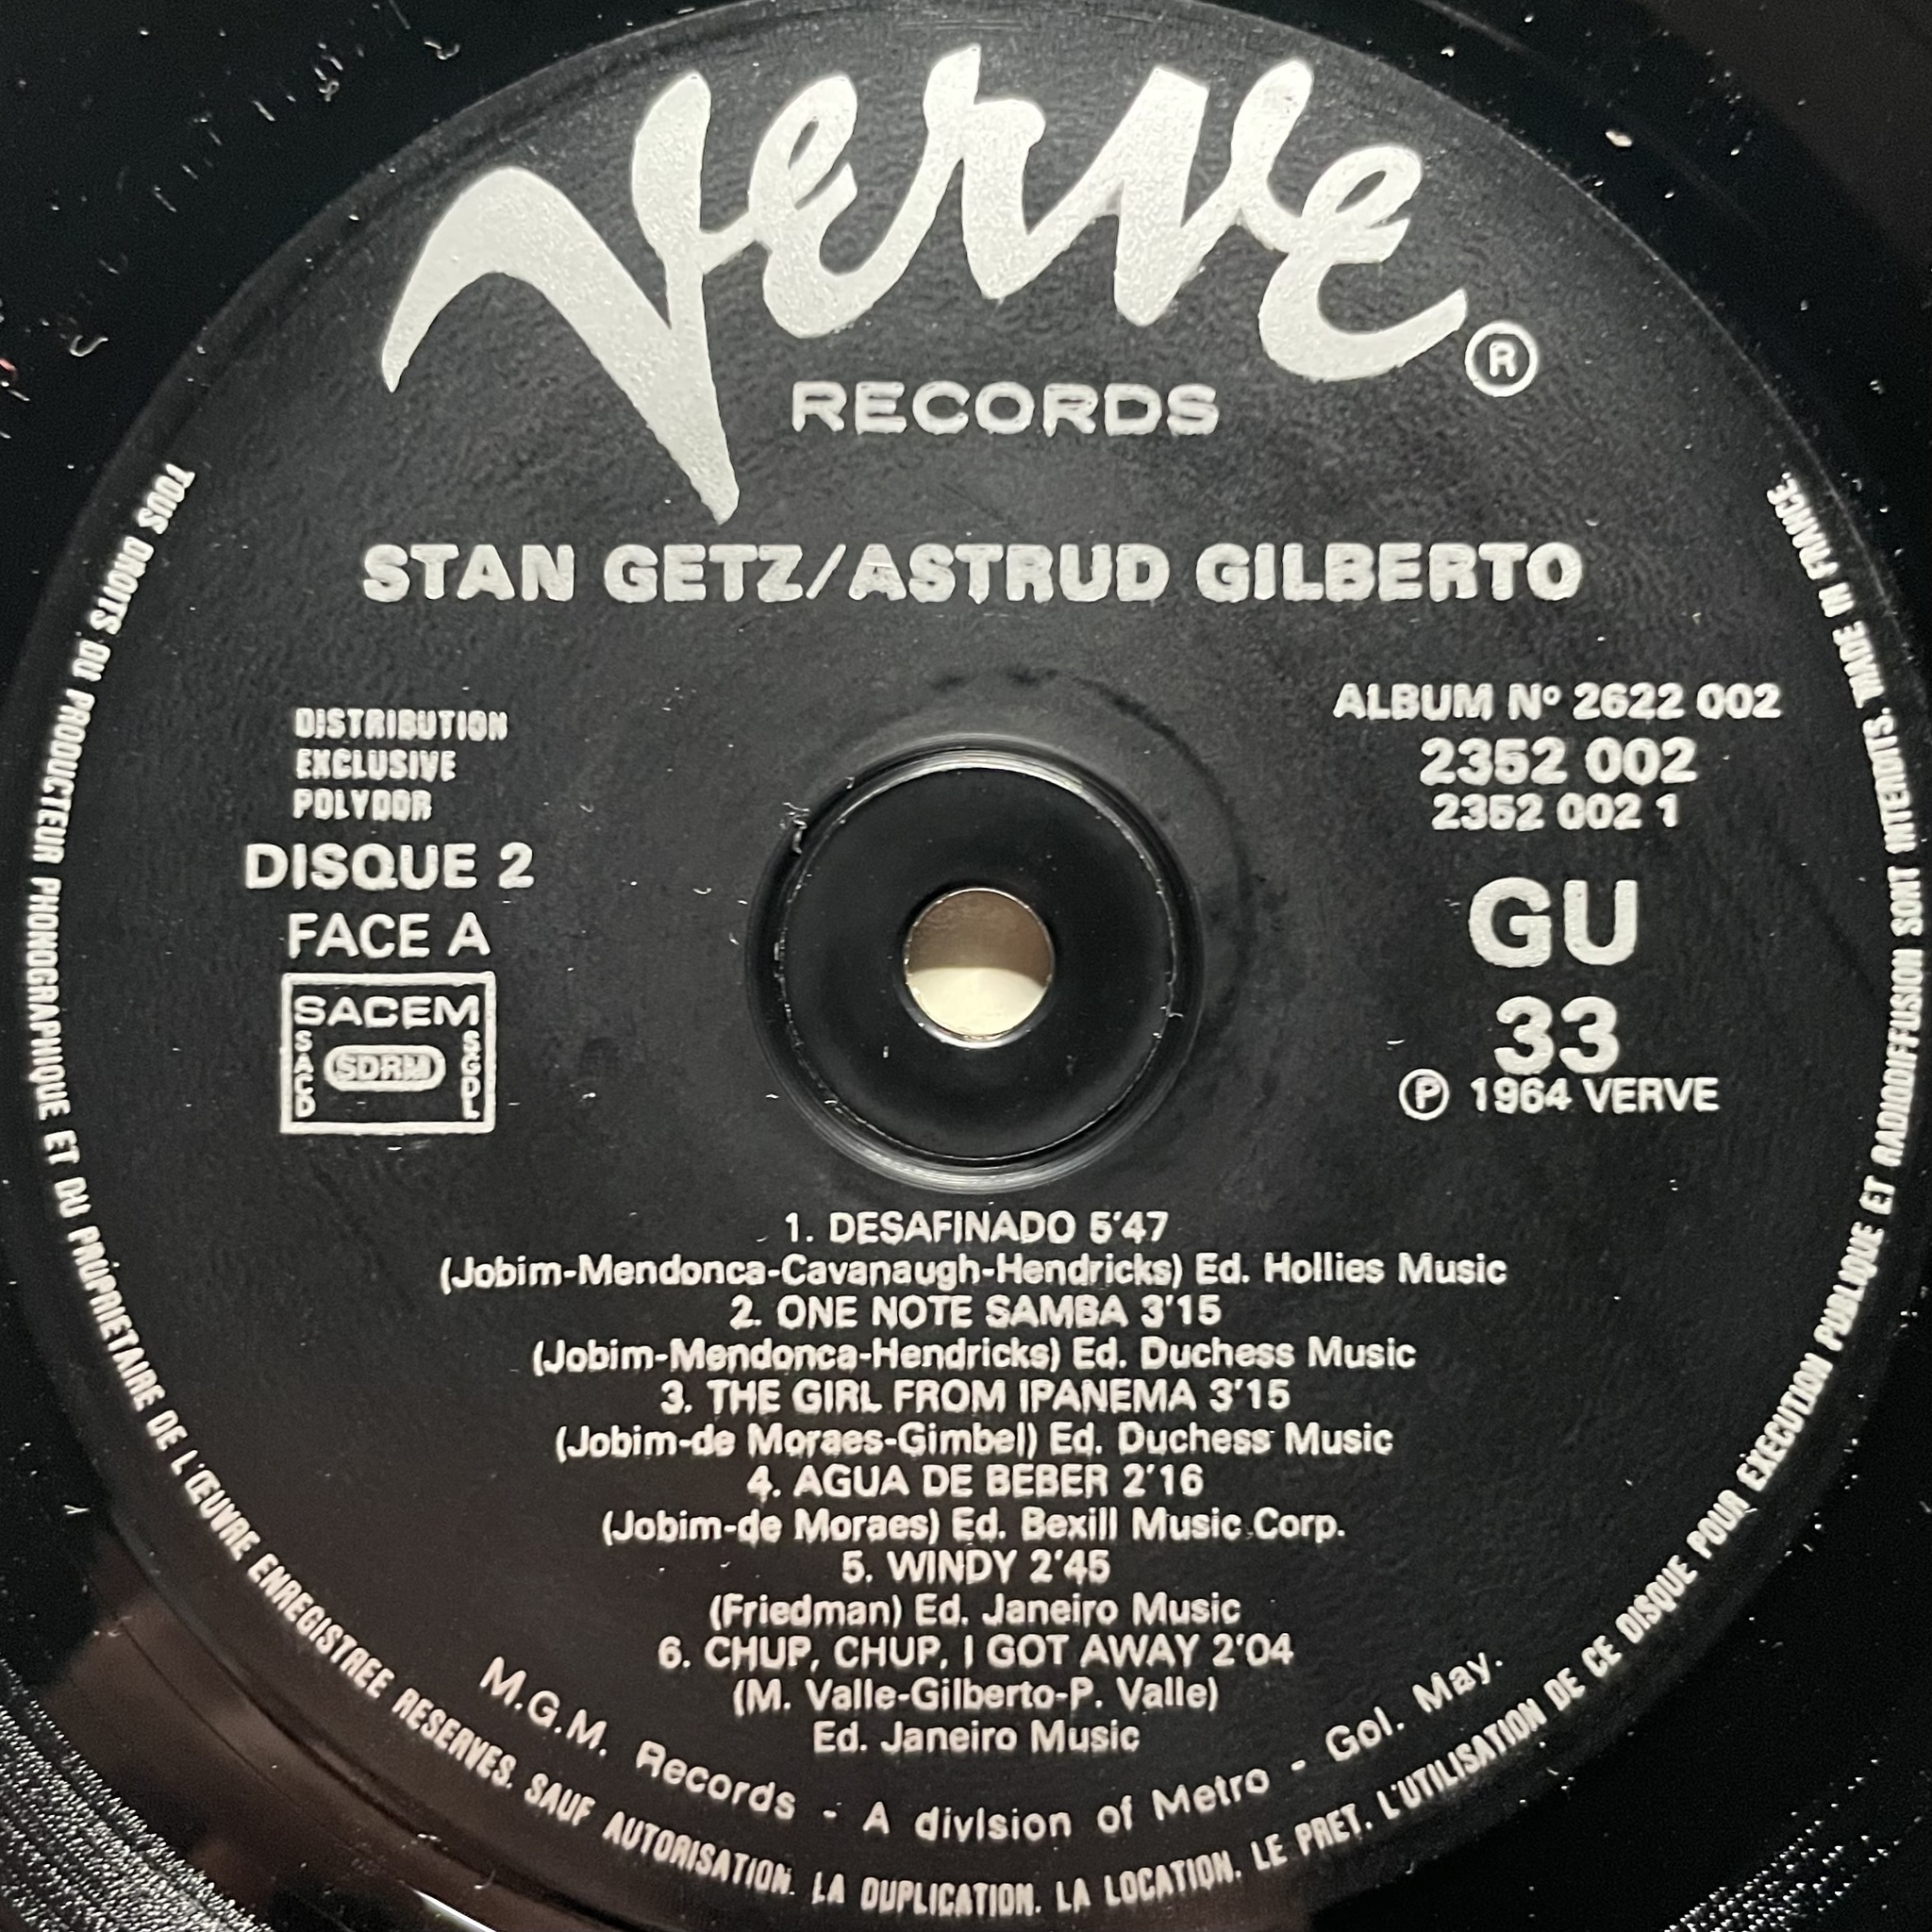 Verve
®
RECORDS
STAN GETZ/ASTRUD GILBERTO
DISTRIBUTION
EXCLUSIVE
POLYDOR
DISQUE 2
FACE A
SACEM
SACD
SDRM
SGDL
ALBUM Nº 2622 002
2352 002
2352 002 1
GU
33
℗ 1964 VERVE
1. DESAFINADO 5'47
(Jobim-Mendonca-Cavanaugh-Hendricks) Ed. Hollies Music
2. ONE NOTE SAMBA 3'15
(Jobim-Mendonca-Hendricks) Ed. Duchess Music
3. THE GIRL FROM IPANEMA 3'15
(Jobim-de Moraes-Gimbel) Ed. Duchess Music
4. AGUA DE BEBER 2'16
(Jobim-de Moraes) Ed. Bexill Music Corp.
5. WINDY 2'45
(Friedman) Ed. Janeiro Music
6. CHUP, CHUP, I GOT AWAY 2'04
(M. Valle-Gilberto-P. Valle)
Ed. Janeiro Music
M.G.M. Records - A division of Metro - Gol. May.
TOUS DROITS DU PRODUCTEUR PHONOGRAPHIQUE ET DU PROPRIETAIRE DE L'ŒUVRE ENREGISTREE RESERVES. SAUF AUTORISATION. LA DUPLICATION. LA LOCATION. LE PRET. L'UTILISATION DE CE DISQUE POUR EXECUTION PUBLIQUE ET RADIODIFFUSION SONT INTERDITS. MADE IN FRANCE.